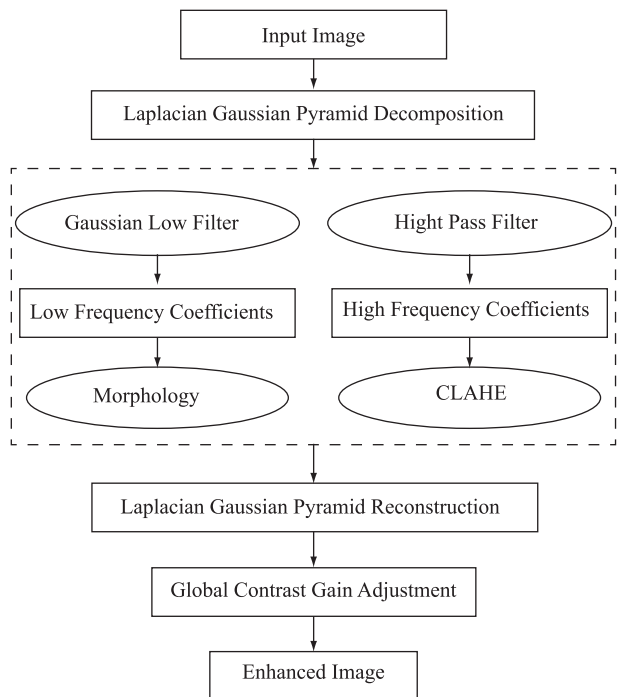 Input Image
Laplacian Gaussian Pyramid Decomposition
Gaussian Low Filter
Hight Pass Filter
Low Frequency Coefficients
High Frequency Coefficients
Morphology
CLAHE
Laplacian Gaussian Pyramid Reconstruction
Global Contrast Gain Adjustment
Enhanced Image